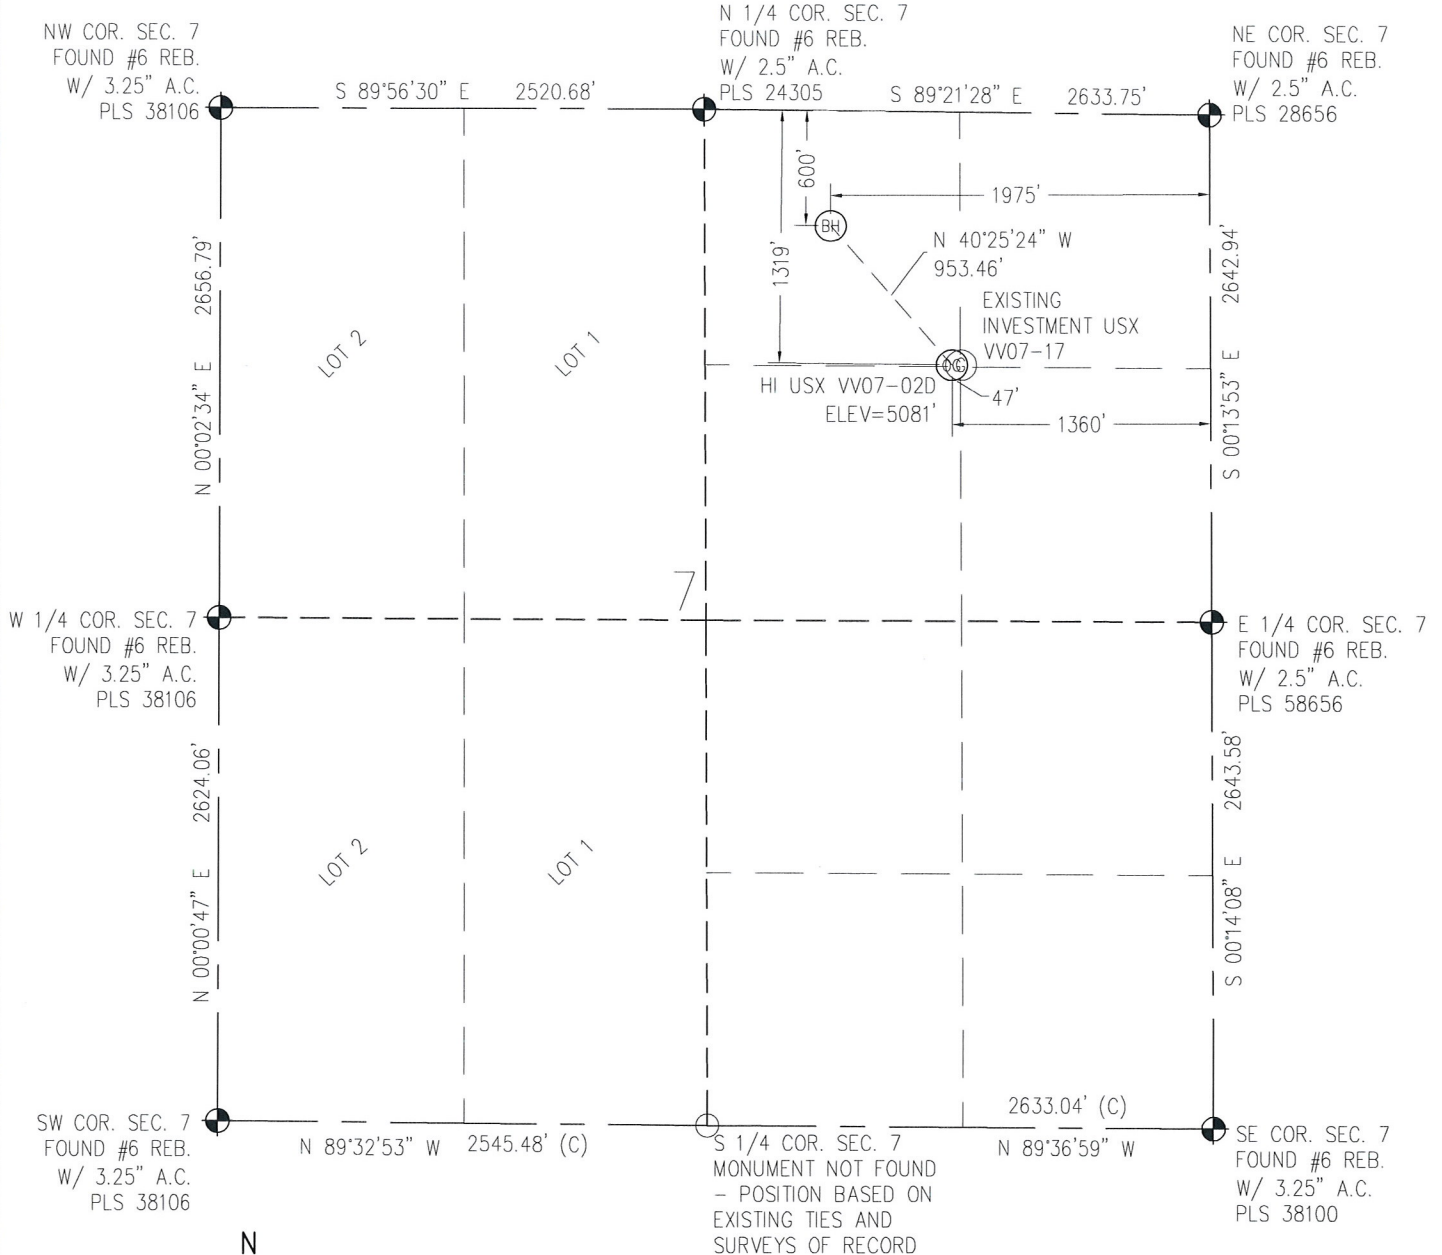 NW COR. SEC. 7
FOUND #6 REB.
W/ 3.25" A.C.
PLS 38106
S 89°56'30" E 2520.68'
N 1/4 COR. SEC. 7
FOUND #6 REB.
W/ 2.5" A.C.
PLS 24305
S 89°21'28" E 2633.75'
NE COR. SEC. 7
FOUND #6 REB.
W/ 2.5" A.C.
PLS 28656
600'
1975'
BH
1319'
N 40°25'24" W
953.46'
EXISTING
INVESTMENT USX
VV07-17
HI USX VV07-02D
ELEV=5081'
47'
1360'
N 00°02'34" E 2656.79'
LOT 2
LOT 1
S 00°13'53" E 2642.94'
7
W 1/4 COR. SEC. 7
FOUND #6 REB.
W/ 3.25" A.C.
PLS 38106
E 1/4 COR. SEC. 7
FOUND #6 REB.
W/ 2.5" A.C.
PLS 58656
N 00°00'47" E 2624.06'
LOT 2
LOT 1
S 00°14'08" E 2643.58'
SW COR. SEC. 7
FOUND #6 REB.
W/ 3.25" A.C.
PLS 38106
N 89°32'53" W 2545.48' (C)
S 1/4 COR. SEC. 7
MONUMENT NOT FOUND
- POSITION BASED ON
EXISTING TIES AND
SURVEYS OF RECORD
2633.04' (C)
N 89°36'59" W
SE COR. SEC. 7
FOUND #6 REB.
W/ 3.25" A.C.
PLS 38100
N